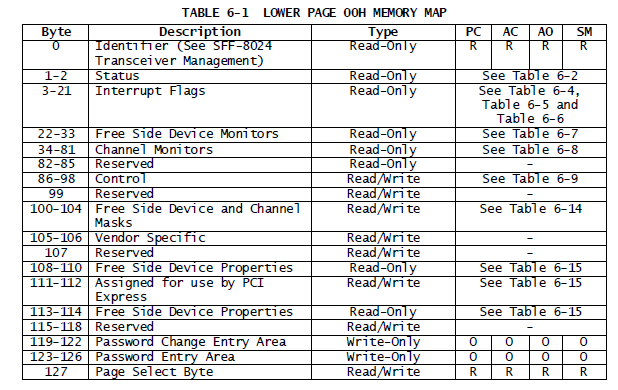 TABLE 6-1 LOWER PAGE 00H MEMORY MAP
Byte Description Type PC AC AO SM
0 Identifier (See SFF-8024 Read-Only R R R R
Transceiver Management)
1-2 Status Read-Only See Table 6-2
3-21 Interrupt Flags Read-Only See Table 6-4,
Table 6-5 and
Table 6-6
22-33 Free Side Device Monitors Read-Only See Table 6-7
34-81 Channel Monitors Read-Only See Table 6-8
82-85 Reserved Read-Only -
86-98 Control Read/Write See Table 6-9
99 Reserved Read/Write -
100-104 Free Side Device and Channel Read/Write See Table 6-14
Masks
105-106 Vendor Specific Read/Write -
107 Reserved Read/Write -
108-110 Free Side Device Properties Read-Only See Table 6-15
111-112 Assigned for use by PCI Read/Write See Table 6-15
Express
113-114 Free Side Device Properties Read-Only See Table 6-15
115-118 Reserved Read/Write -
119-122 Password Change Entry Area Write-Only O O O O
123-126 Password Entry Area Write-Only O O O O
127 Page Select Byte Read/Write R R R R